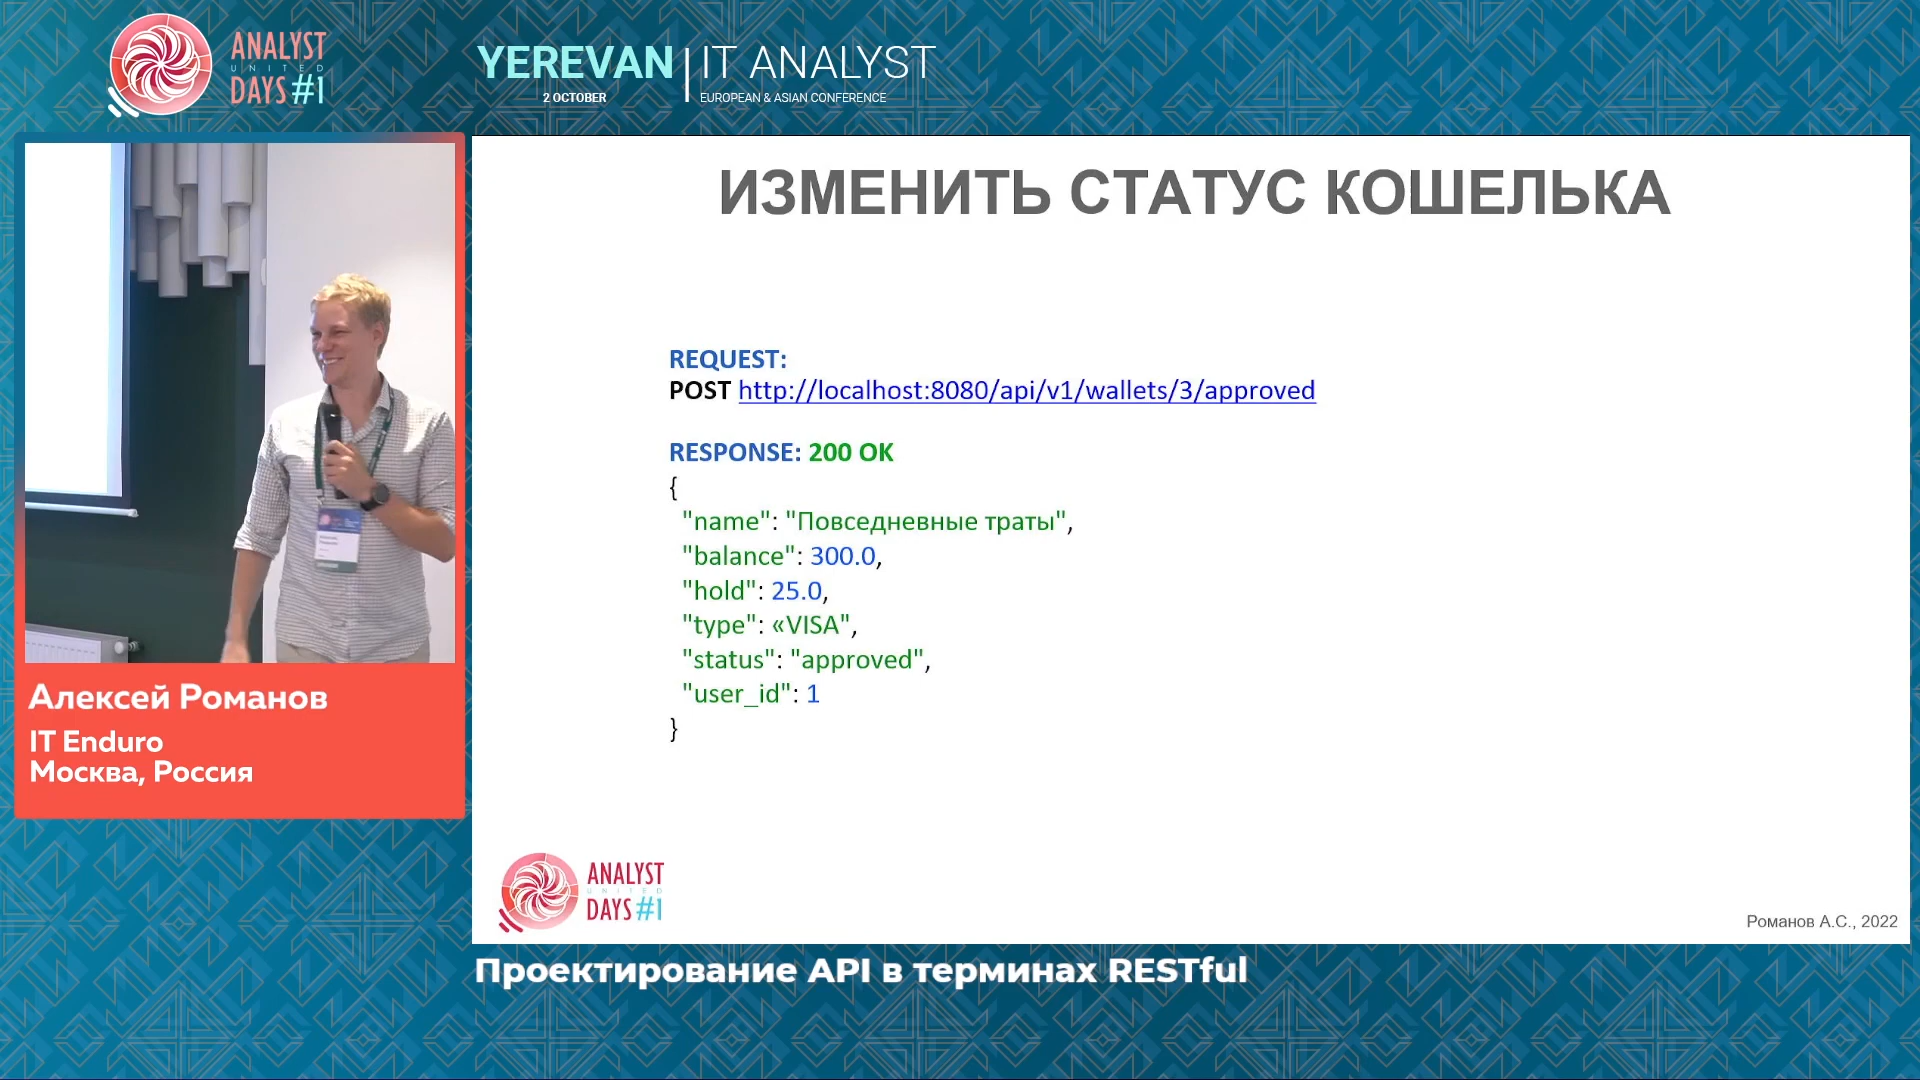 ANALYST
UNITED
DAYS #1
YEREVAN
2 OCTOBER
IT ANALYST
EUROPEAN & ASIAN CONFERENCE
ИЗМЕНИТЬ СТАТУС КОШЕЛЬКА
REQUEST:
POST http://localhost:8080/api/v1/wallets/3/approved
RESPONSE: 200 OK
{
"name": "Повседневные траты",
"balance": 300.0,
"hold": 25.0,
"type": «VISA",
"status": "approved",
"user_id": 1
}
Алексей Романов
IT Enduro
Москва, Россия
ANALYST
UNITED
DAYS #1
Романов А.С., 2022
Проектирование API в терминах RESTful